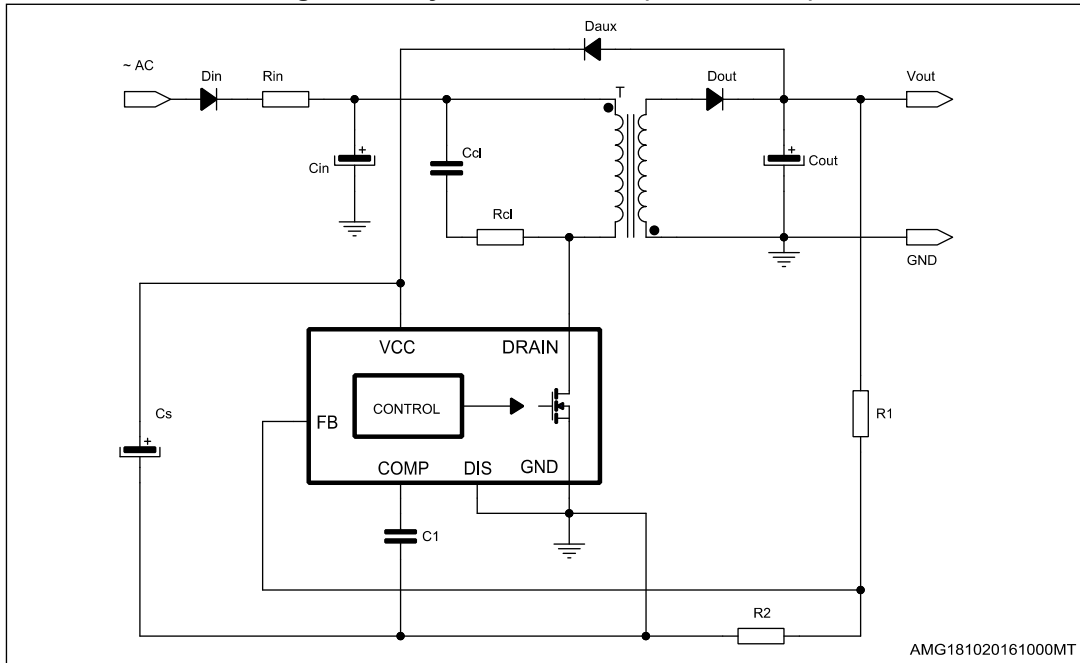 Daux
~ AC
Din
Rin
T
Dout
Vout
+
Cin
Ccl
+
Cout
Rcl
GND
VCC
DRAIN
CONTROL
FB
R1
Cs
+
COMP
DIS
GND
C1
R2
AMG181020161000MT